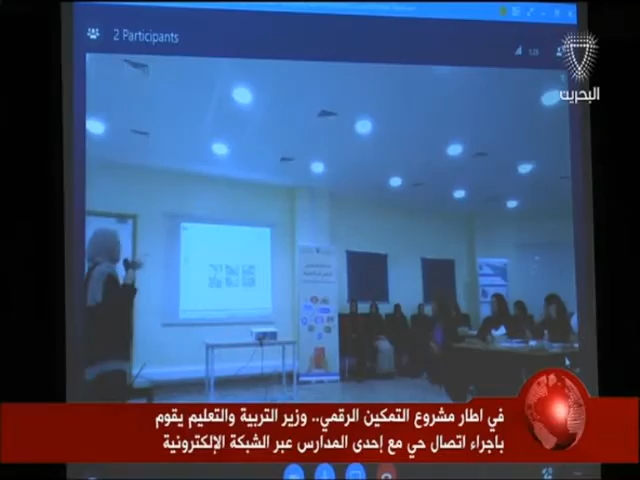 2 Participants
البحرين
في اطار مشروع التمكين الرقمي.. وزير التربية والتعليم يقوم
بأجراء اتصال حي مع إحدى المدارس عبر الشبكة الإلكترونية